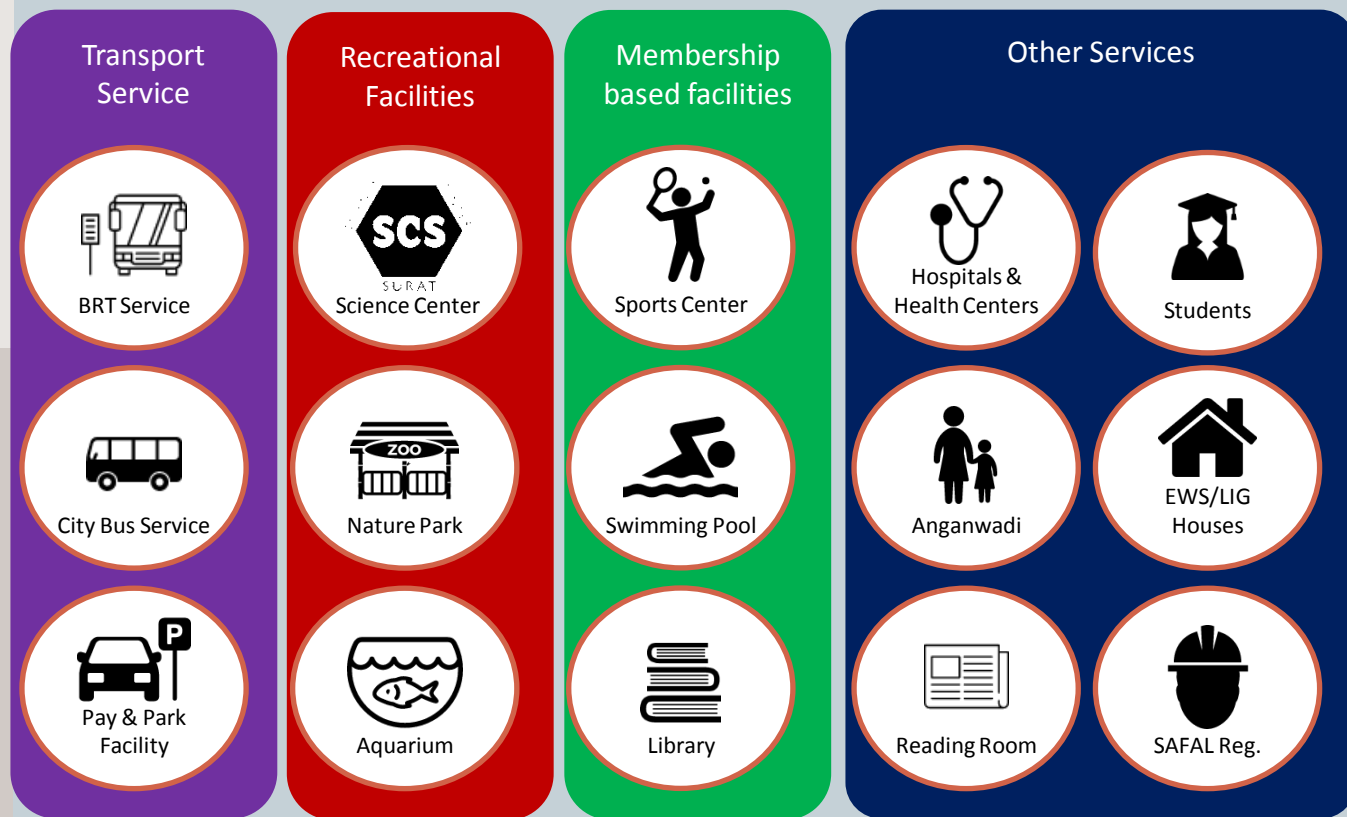 Transport
Service
BRT Service
City Bus Service
P
Pay & Park
Facility
Recreational
Facilities
SCS
SURAT
Science Center
ZOO
Nature Park
Aquarium
Membership
based facilities
Sports Center
Swimming Pool
Library
Other Services
Hospitals &
Health Centers
Students
Anganwadi
EWS/LIG
Houses
Reading Room
SAFAL Reg.